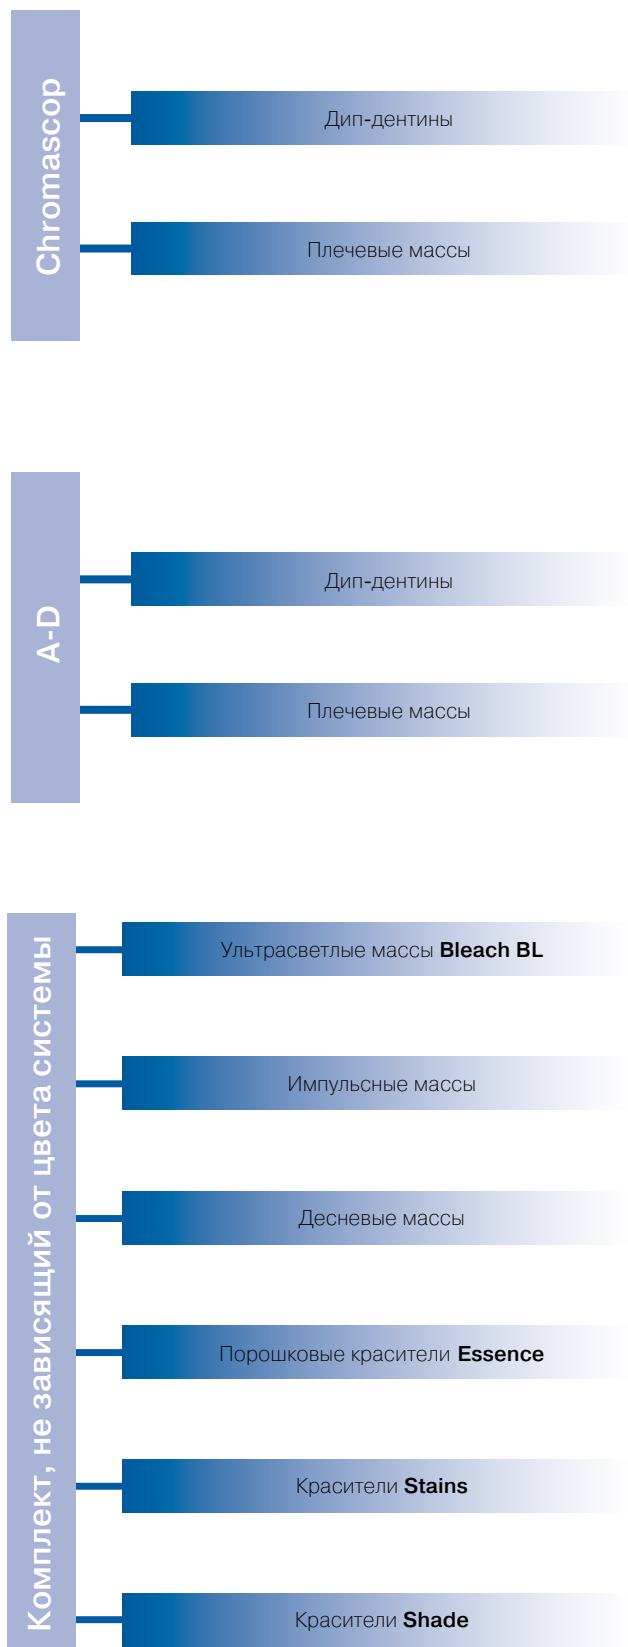 Chromascop
Дип-дентины
Плечевые массы
A-D
Дип-дентины
Плечевые массы
Комплект, не зависящий от цвета системы
Ультрасветлые массы Bleach BL
Импульсные массы
Десневые массы
Порошковые красители Essence
Красители Stains
Красители Shade